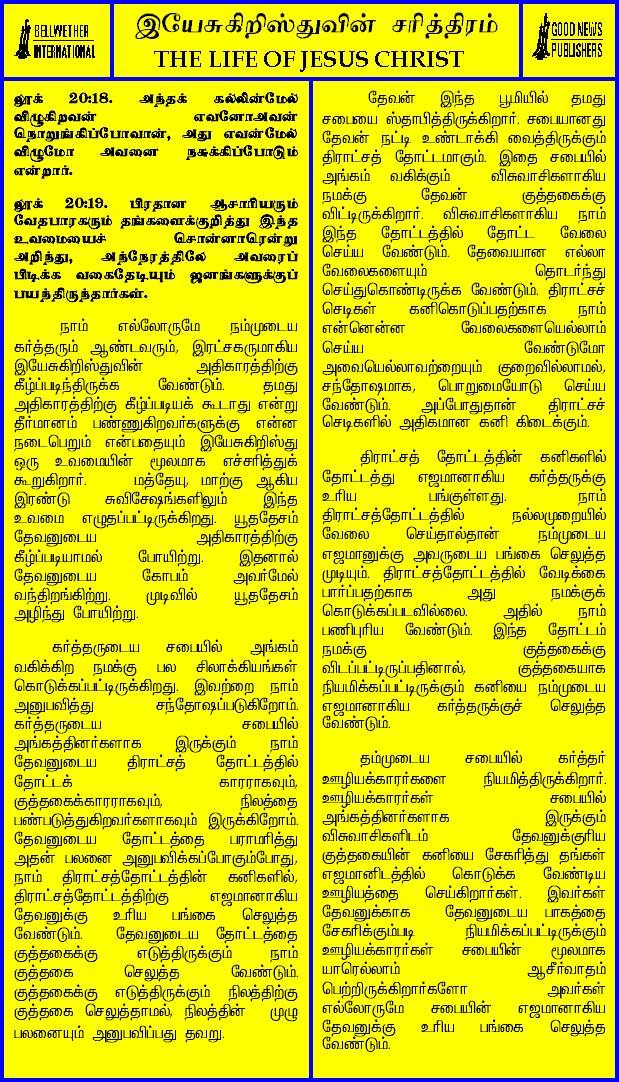 BELLWETHER
INTERNATIONAL
இயேசுகிறிஸ்துவின் சரித்திரம்
THE LIFE OF JESUS CHRIST
GOOD NEWS
PUBLISHERS
லூக் 20:18. அந்தக் கல்லின்மேல்
விழுகிறவன் எவனோஅவன்
நொறுங்கிப்போவான், அது எவன்மேல்
விழுமோ அவனை நசுக்கிப்போடும்
என்றார்.
லூக் 20:19. பிரதான ஆசாரியரும்
வேதபாரகரும் தங்களைக்குறித்து இந்த
உவமையைச் சொன்னாரென்று
அறிந்து, அந்நேரத்திலே அவரைப்
பிடிக்க வகைதேடியும் ஜனங்களுக்குப்
பயந்திருந்தார்கள்.
நாம் எல்லோருமே நம்முடைய
கர்த்தரும் ஆண்டவரும், இரட்சகருமாகிய
இயேசுகிறிஸ்துவின் அதிகாரத்திற்கு
கீழ்ப்படிந்திருக்க வேண்டும். தமது
அதிகாரத்திற்கு கீழ்படியக் கூடாது என்று
தீர்மானம் பண்ணுகிறவர்களுக்கு என்ன
நடைபெறும் என்பதையும் இயேசுகிறிஸ்து
ஒரு உவமையின் மூலமாக எச்சரித்துக்
கூறுகிறார். மத்தேயு, மாற்கு ஆகிய
இரண்டு சுவிசேஷங்களிலும் இந்த
உவமை எழுதப்பட்டிருக்கிறது. யூததேசம்
தேவனுடைய அதிகாரத்திற்கு
கீழ்ப்படியாமல் போயிற்று. இதனால்
தேவனுடைய கோபம் அவர்மேல்
வந்திறங்கிற்று. முடிவில் யூததேசம்
அழிந்து போயிற்று.
கர்த்தருடைய சபையில் அங்கம்
வகிக்கிற நமக்கு பல சிலாக்கியங்கள்
கொடுக்கப்பட்டிருக்கிறது. இவற்றை நாம்
அனுபவித்து சந்தோஷப்படுகிறோம்.
கர்த்தருடைய சபையில்
அங்கத்தினர்களாக இருக்கும் நாம்
தேவனுடைய திராட்சத் தோட்டத்தில்
தோட்டக் காரராகவும்,
குத்தகைக்காரராகவும், நிலத்தை
பண்படுத்துகிறவர்களாகவும் இருக்கிறோம்.
தேவனுடைய தோட்டத்தை பராமரித்து
அதன் பலனை அனுபவிக்கப்போகும்போது,
நாம் திராட்சத்தோட்டத்தின் கனிகளில்,
திராட்சத்தோட்டத்திற்கு எஜமானாகிய
தேவனுக்கு உரிய பங்கை செலுத்த
வேண்டும். தேவனுடைய தோட்டத்தை
குத்தகைக்கு எடுத்திருக்கும் நாம்
குத்தகை செலுத்த வேண்டும்.
குத்தகைக்கு எடுத்திருக்கும் நிலத்திற்கு
குத்தகை செலுத்தாமல், நிலத்தின் முழு
பலனையும் அனுபவிப்பது தவறு.
தேவன் இந்த பூமியில் தமது
சபையை ஸ்தாபித்திருக்கிறார். சபையானது
தேவன் நட்டி உண்டாக்கி வைத்திருக்கும்
திராட்சத் தோட்டமாகும். இதை சபையில்
அங்கம் வகிக்கும் விசுவாசிகளாகிய
நமக்கு தேவன் குத்தகைக்கு
விட்டிருக்கிறார். விசுவாசிகளாகிய நாம்
இந்த தோட்டத்தில் தோட்ட வேலை
செய்ய வேண்டும். தேவையான எல்லா
வேலைகளையும் தொடர்ந்து
செய்துகொண்டிருக்க வேண்டும். திராட்சச்
செடிகள் கனிகொடுப்பதற்காக நாம்
என்னென்ன வேலைகளையெல்லாம்
செய்ய வேண்டுமோ
அவையெல்லாவற்றையும் குறைவில்லாமல்,
சந்தோஷமாக, பொறுமையோடு செய்ய
வேண்டும். அப்போதுதான் திராட்சச்
செடிகளில் அதிகமான கனி கிடைக்கும்.
திராட்சத் தோட்டத்தின் கனிகளில்
தோட்டத்து எஜமானாகிய கர்த்தருக்கு
உரிய பங்குள்ளது. நாம்
திராட்சத்தோட்டத்தில் நல்லமுறையில்
வேலை செய்தால்தான் நம்முடைய
எஜமானுக்கு அவருடைய பங்கை செலுத்த
முடியும். திராட்சத்தோட்டத்தில் வேடிக்கை
பார்ப்பதற்காக அது நமக்குக்
கொடுக்கப்படவில்லை. அதில் நாம்
பணிபுரிய வேண்டும். இந்த தோட்டம்
நமக்கு குத்தகைக்கு
விடப்பட்டிருப்பதினால், குத்தகையாக
நியமிக்கப்பட்டிருக்கும் கனியை நம்முடைய
எஜமானாகிய கர்த்தருக்குச் செலுத்த
வேண்டும்.
தம்முடைய சபையில் கர்த்தர்
ஊழியக்காரர்களை நியமித்திருக்கிறார்.
ஊழியக்காரர்கள் சபையில்
அங்கத்தினர்களாக இருக்கும்
விசுவாசிகளிடம் தேவனுக்குரிய
குத்தகையின் கனியை சேகரித்து தங்கள்
எஜமானிடத்தில் கொடுக்க வேண்டிய
ஊழியத்தை செய்கிறார்கள். இவர்கள்
தேவனுக்காக தேவனுடைய பாகத்தை
சேகரிக்கும்படி நியமிக்கப்பட்டிருக்கும்
ஊழியக்காரர்கள் சபையின் மூலமாக
யாரெல்லாம் ஆசீர்வாதம்
பெற்றிருக்கிறார்களோ அவர்கள்
எல்லோருமே சபையின் எஜமானாகிய
தேவனுக்கு உரிய பங்கை செலுத்த
வேண்டும்.